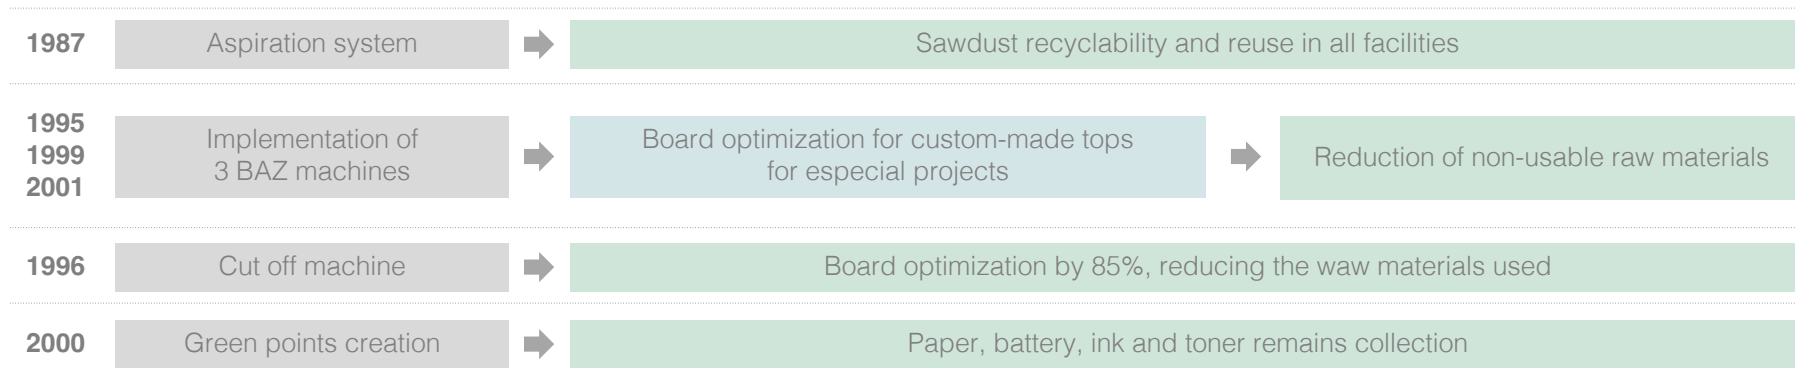 1987
Aspiration system
Sawdust recyclability and reuse in all facilities
1995
1999
2001
Implementation of
3 BAZ machines
Board optimization for custom-made tops
for especial projects
Reduction of non-usable raw materials
1996
Cut off machine
Board optimization by 85%, reducing the waw materials used
2000
Green points creation
Paper, battery, ink and toner remains collection